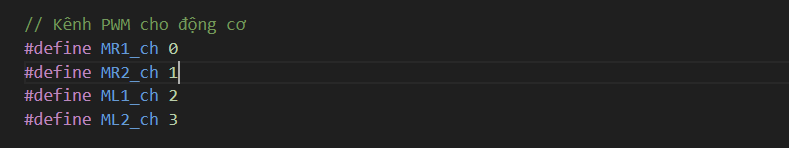 // Kênh PWM cho động cơ
#define MR1_ch 0
#define MR2_ch 1
#define ML1_ch 2
#define ML2_ch 3